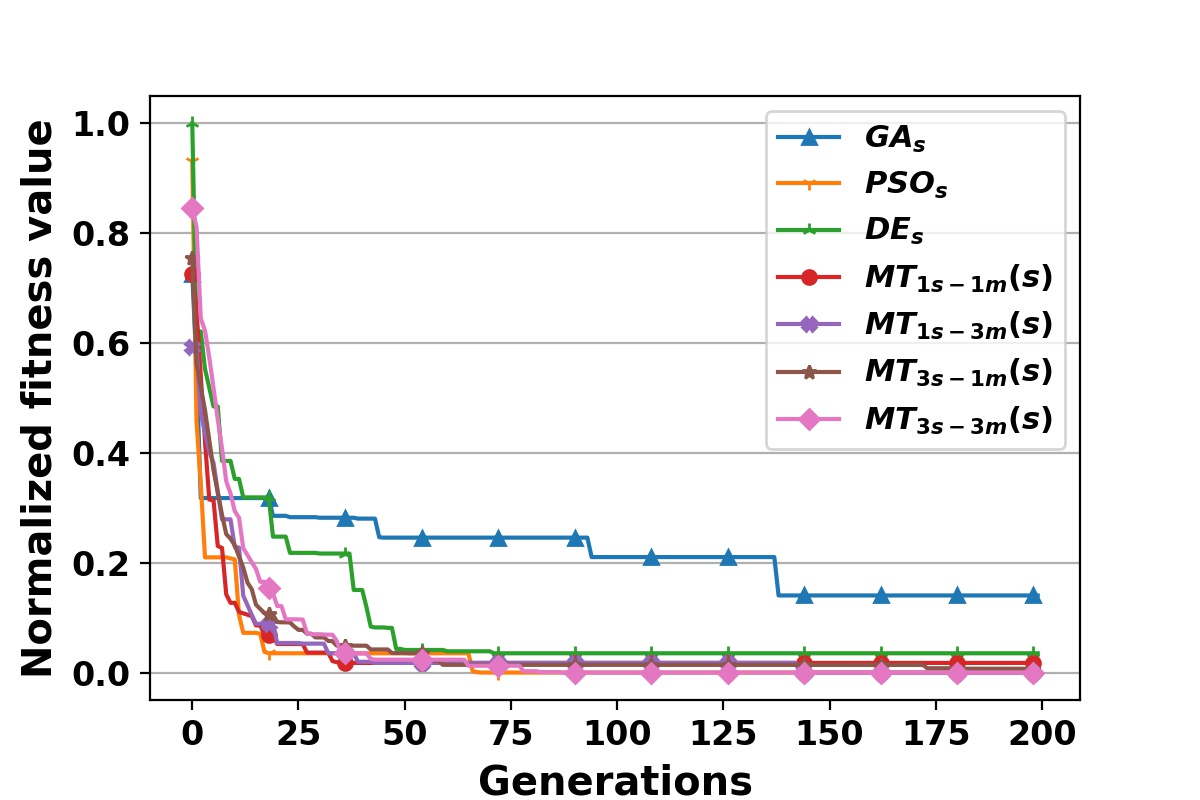 Normalized fitness value
1.0
0.8
0.6
0.4
0.2
0.0
GAₛ
PSOₛ
DEₛ
MT₁ₛ₋₁ₘ(s)
MT₁ₛ₋₃ₘ(s)
MT₃ₛ₋₁ₘ(s)
MT₃ₛ₋₃ₘ(s)
0 25 50 75 100 125 150 175 200
Generations